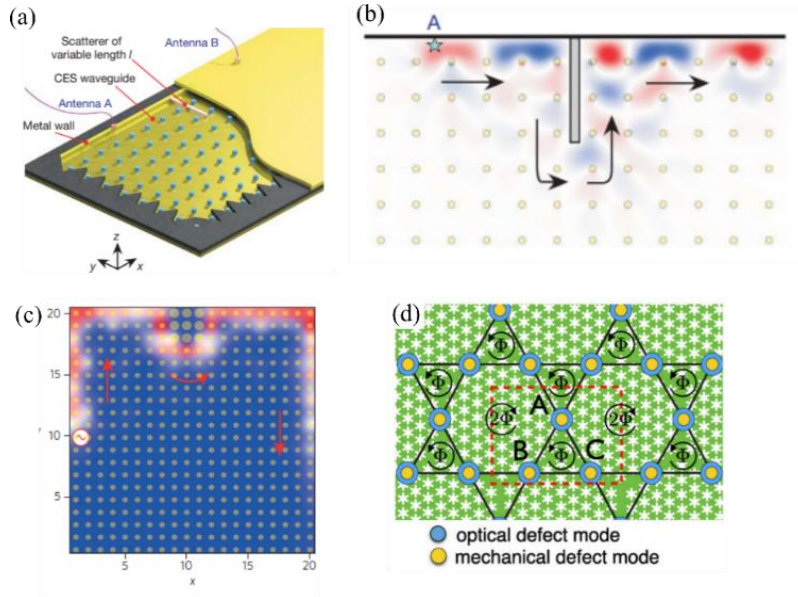 (a)
Scatterer of
variable length l
Antenna B
CES waveguide
Antenna A
Metal wall
z
y
x
(b)
A
(c)
20
15
10
5
5
10
15
20
x
(d)
Φ
Φ
Φ
Φ
Φ
2Φ
A
2Φ
Φ
B
Φ
C
Φ
optical defect mode
mechanical defect mode